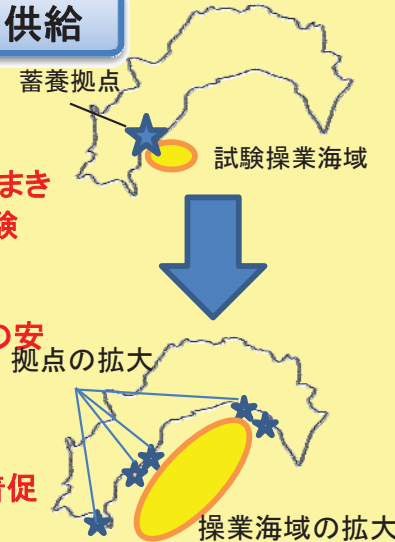 供給
蓄養拠点
試験操業海域
まき
験
の安
拠点の拡大
促
操業海域の拡大